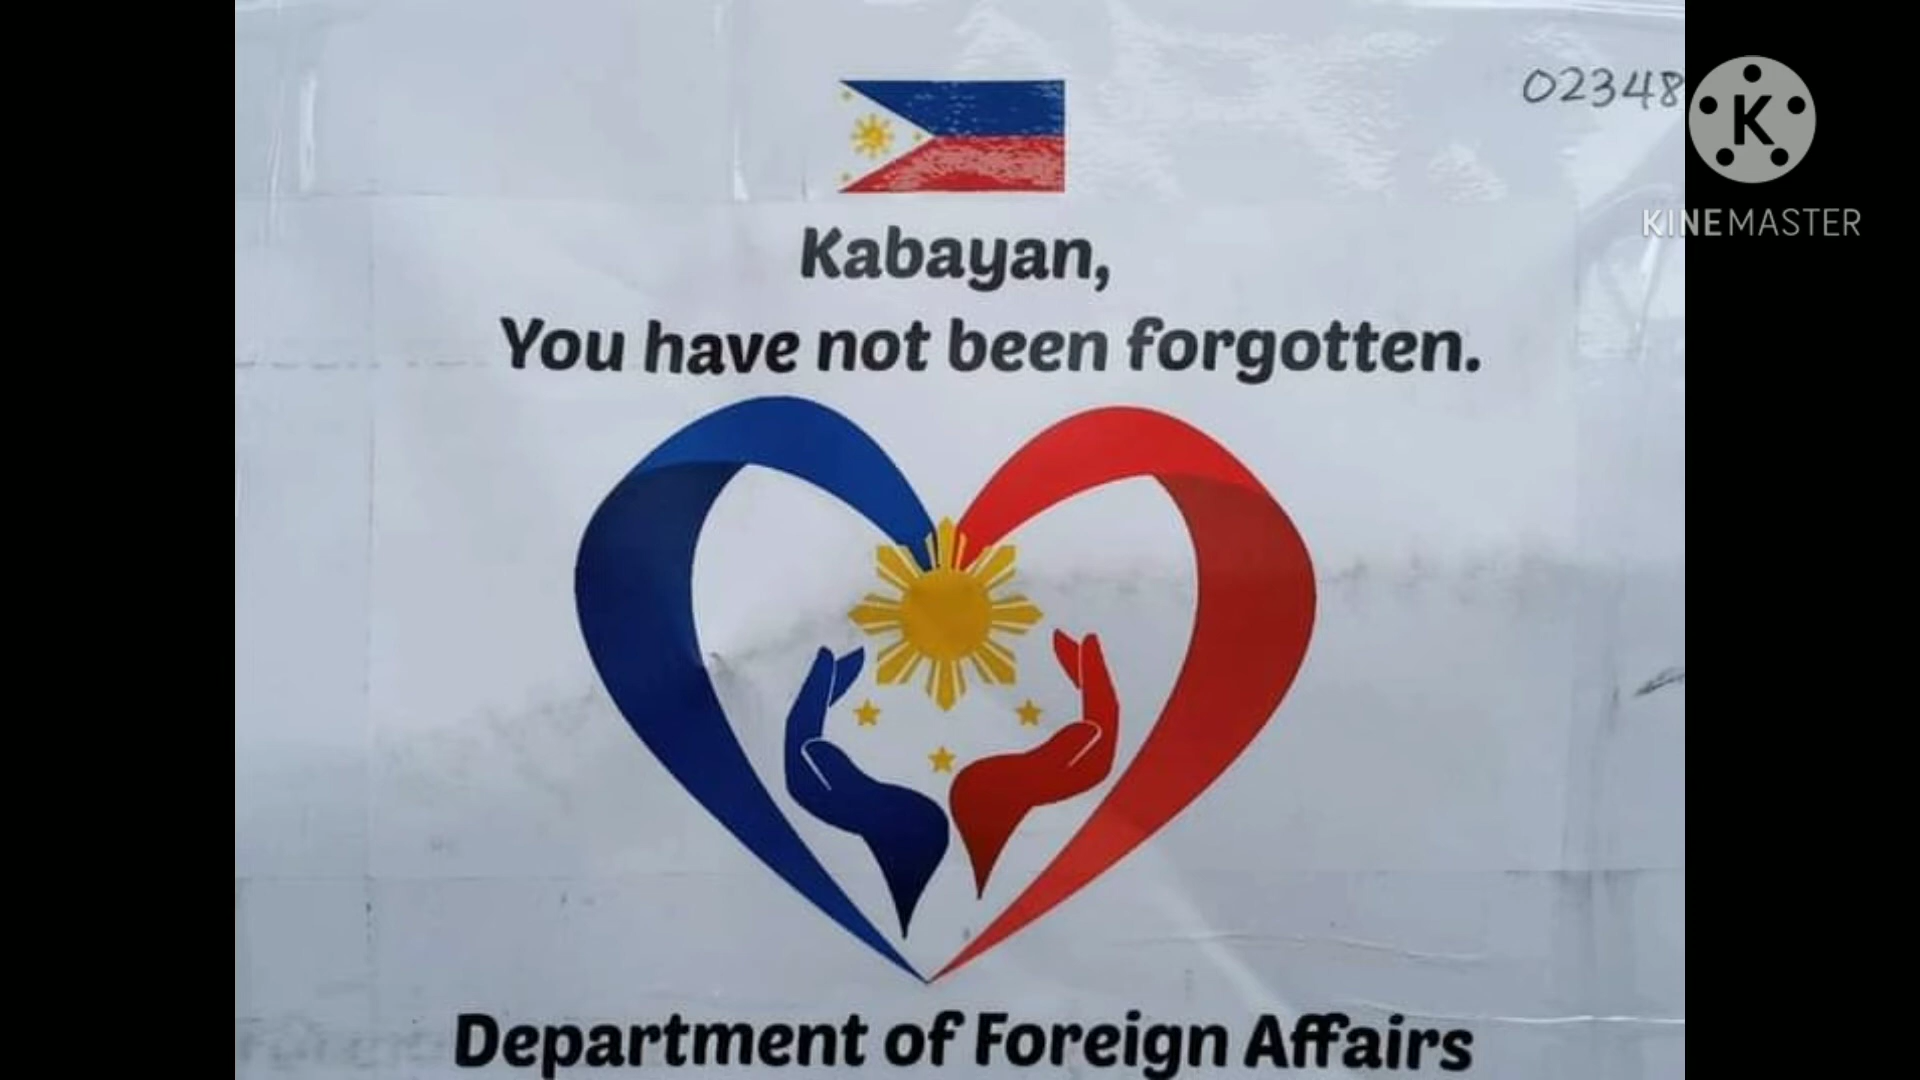 02348
K
KINEMASTER
Kabayan,
You have not been forgotten.
Department of Foreign Affairs